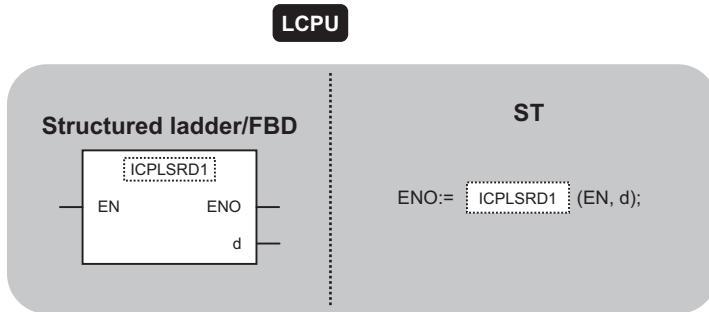 LCPU
Structured ladder/FBD
ICPLSRD1
EN ENO
d
ST
ENO:= ICPLSRD1 (EN, d);